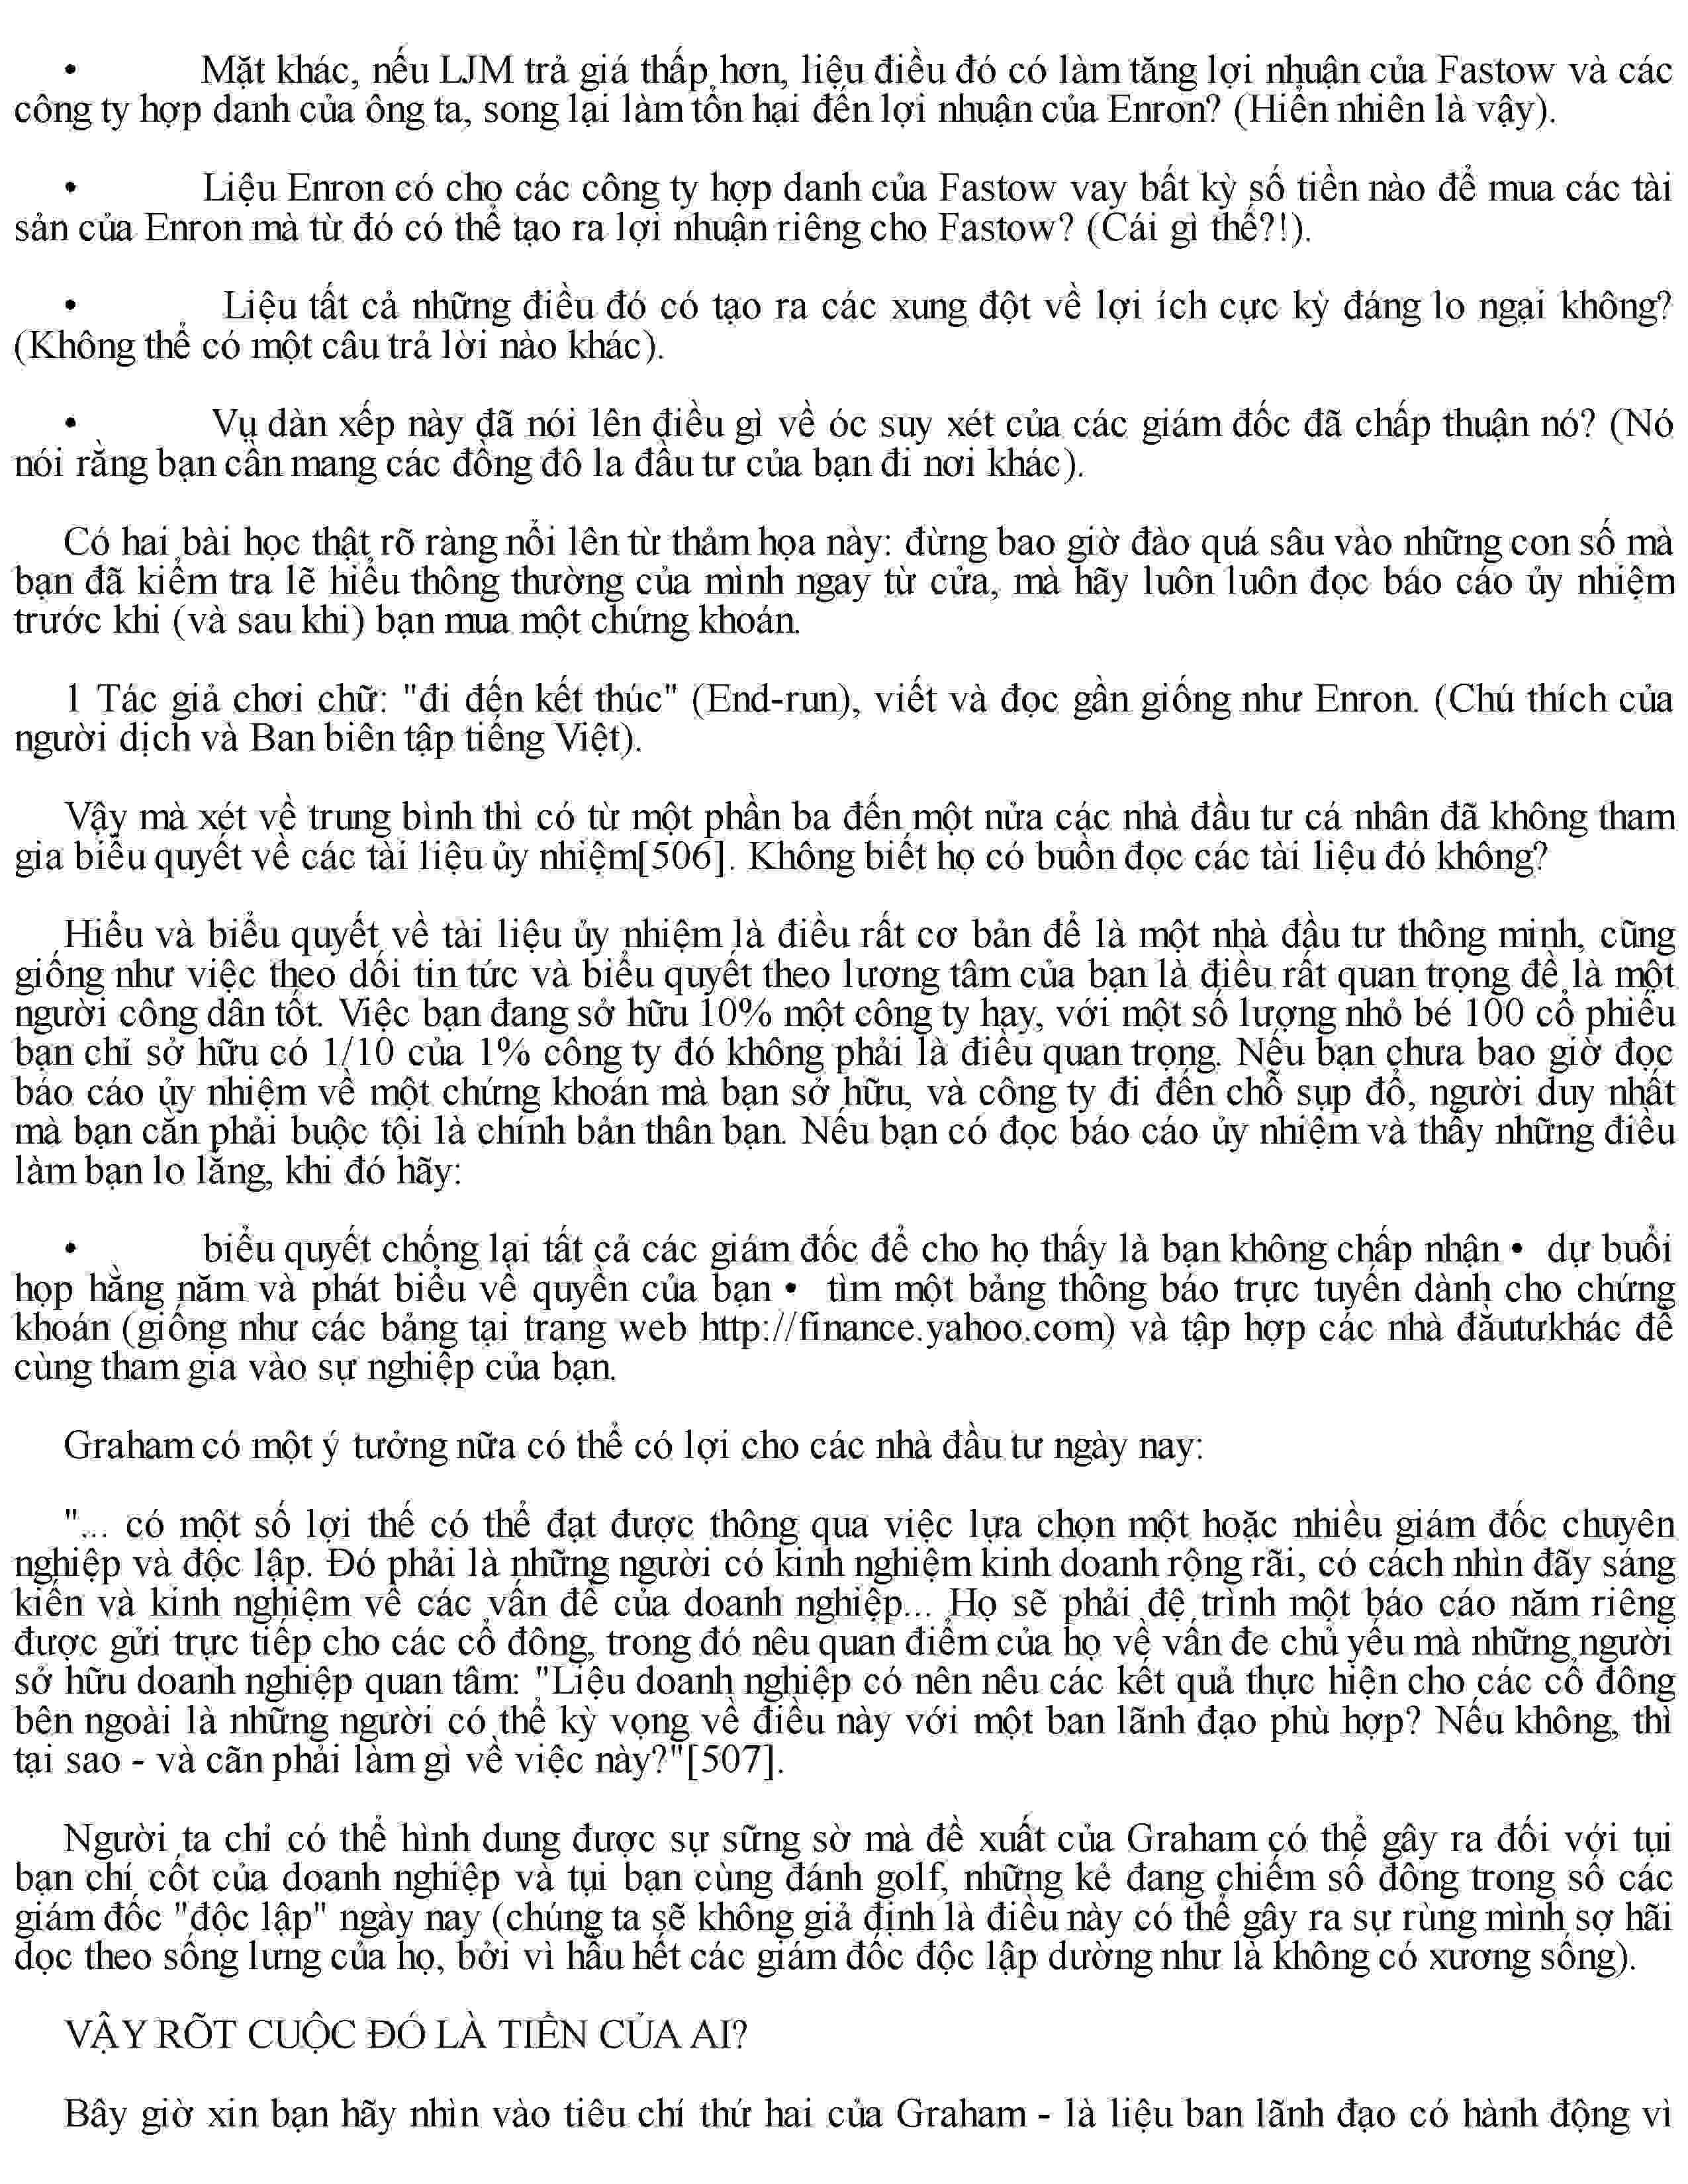 • Mặt khác, nếu LJM trả giá thấp hơn, liệu điều đó có làm tăng lợi nhuận của Fastow và các
công ty hợp danh của ông ta, song lại làm tổn hại đến lợi nhuận của Enron? (Hiển nhiên là vậy).
• Liệu Enron có cho các công ty hợp danh của Fastow vay bất kỳ số tiền nào để mua các tài
sản của Enron mà từ đó có thể tạo ra lợi nhuận riêng cho Fastow? (Cái gì thế?!).
• Liệu tất cả những điều đó có tạo ra các xung đột về lợi ích cực kỳ đáng lo ngại không?
(Không thể có một câu trả lời nào khác).
• Vụ dàn xếp này đã nói lên điều gì về óc suy xét của các giám đốc đã chấp thuận nó? (Nó
nói rằng bạn cần mang các đồng đô la đầu tư của bạn đi nơi khác).
Có hai bài học thật rõ ràng nổi lên từ thảm họa này: đừng bao giờ đào quá sâu vào những con số mà
bạn đã kiểm tra lẽ hiểu thông thường của mình ngay từ cửa, mà hãy luôn luôn đọc báo cáo ủy nhiệm
trước khi (và sau khi) bạn mua một chứng khoán.
1 Tác giả chơi chữ: "đi đến kết thúc" (End-run), viết và đọc gần giống như Enron. (Chú thích của
người dịch và Ban biên tập tiếng Việt).
Vậy mà xét về trung bình thì có từ một phần ba đến một nửa các nhà đầu tư cá nhân đã không tham
gia biểu quyết về các tài liệu ủy nhiệm[506]. Không biết họ có buồn đọc các tài liệu đó không?
Hiểu và biểu quyết về tài liệu ủy nhiệm là điều rất cơ bản để là một nhà đầu tư thông minh, cũng
giống như việc theo dối tin tức và biểu quyết theo lương tâm của bạn là điều rất quan trọng để là một
người công dân tốt. Việc bạn đang sở hữu 10% một công ty hay, với một số lượng nhỏ bé 100 cổ phiếu
bạn chỉ sở hữu có 1/10 của 1% công ty đó không phải là điều quan trọng. Nếu bạn chưa bao giờ đọc
báo cáo ủy nhiệm về một chứng khoán mà bạn sở hữu, và công ty đi đến chỗ sụp đổ, người duy nhất
mà bạn cần phải buộc tội là chính bản thân bạn. Nếu bạn có đọc báo cáo ủy nhiệm và thấy những điều
làm bạn lo lắng, khi đó hãy:
• biểu quyết chống lại tất cả các giám đốc để cho họ thấy là bạn không chấp nhận • dự buổi
họp hằng năm và phát biểu về quyền của bạn • tìm một bảng thông báo trực tuyến dành cho chứng
khoán (giống như các bảng tại trang web http://finance.yahoo.com) và tập hợp các nhà đầutưkhác để
cùng tham gia vào sự nghiệp của bạn.
Graham có một ý tưởng nữa có thể có lợi cho các nhà đầu tư ngày nay:
"... có một số lợi thế có thể đạt được thông qua việc lựa chọn một hoặc nhiều giám đốc chuyên
nghiệp và độc lập. Đó phải là những người có kinh nghiệm kinh doanh rộng rãi, có cách nhìn đãy sáng
kiến và kinh nghiệm về các vấn đề của doanh nghiệp... Họ sẽ phải đệ trình một báo cáo năm riêng
được gửi trực tiếp cho các cổ đông, trong đó nêu quan điểm của họ về vấn đe chủ yếu mà những người
sở hữu doanh nghiệp quan tâm: "Liệu doanh nghiệp có nên nêu các kết quả thực hiện cho các cổ đông
bên ngoài là những người có thể kỳ vọng về điều này với một ban lãnh đạo phù hợp? Nếu không, thì
tại sao - và cãn phải làm gì về việc này?"[507].
Người ta chỉ có thể hình dung được sự sững sờ mà đề xuất của Graham có thể gây ra đối với tụi
bạn chí cốt của doanh nghiệp và tụi bạn cùng đánh golf, những kẻ đang chiếm số đông trong số các
giám đốc "độc lập" ngày nay (chúng ta sẽ không giả định là điều này có thể gây ra sự rùng mình sợ hãi
dọc theo sống lưng của họ, bởi vì hầu hết các giám đốc độc lập dường như là không có xương sống).
VẬY RÕT CUỘC ĐÓ LÀ TIỀN CỦA AI?
Bây giờ xin bạn hãy nhìn vào tiêu chí thứ hai của Graham - là liệu ban lãnh đạo có hành động vì